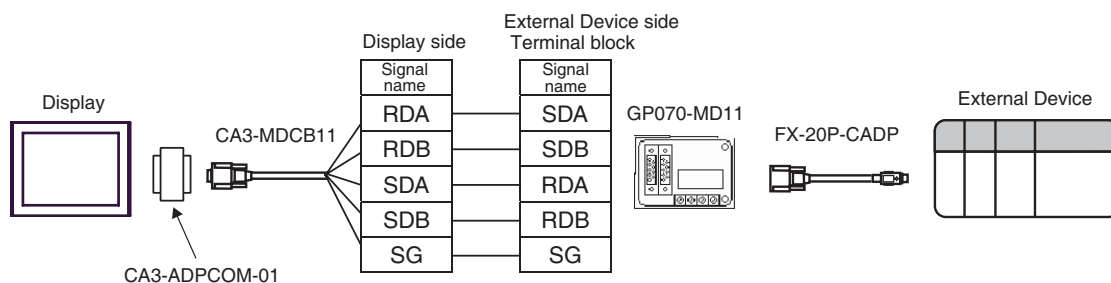 External Device side
Display side
Terminal block
Signal name
Signal name
Display
CA3-MDCB11
RDA
SDA
GP070-MD11
FX-20P-CADP
External Device
RDB
SDB
SDA
RDA
SDB
RDB
SG
SG
CA3-ADPCOM-01